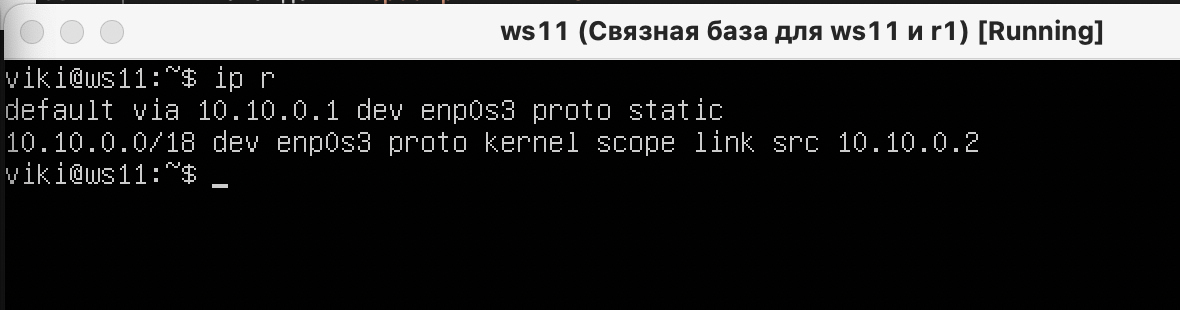 ws11 (Связная база для ws11 и r1) [Running]
viki@ws11:~$ ip r
default via 10.10.0.1 dev enp0s3 proto static
10.10.0.0/18 dev enp0s3 proto kernel scope link src 10.10.0.2
viki@ws11:~$ _